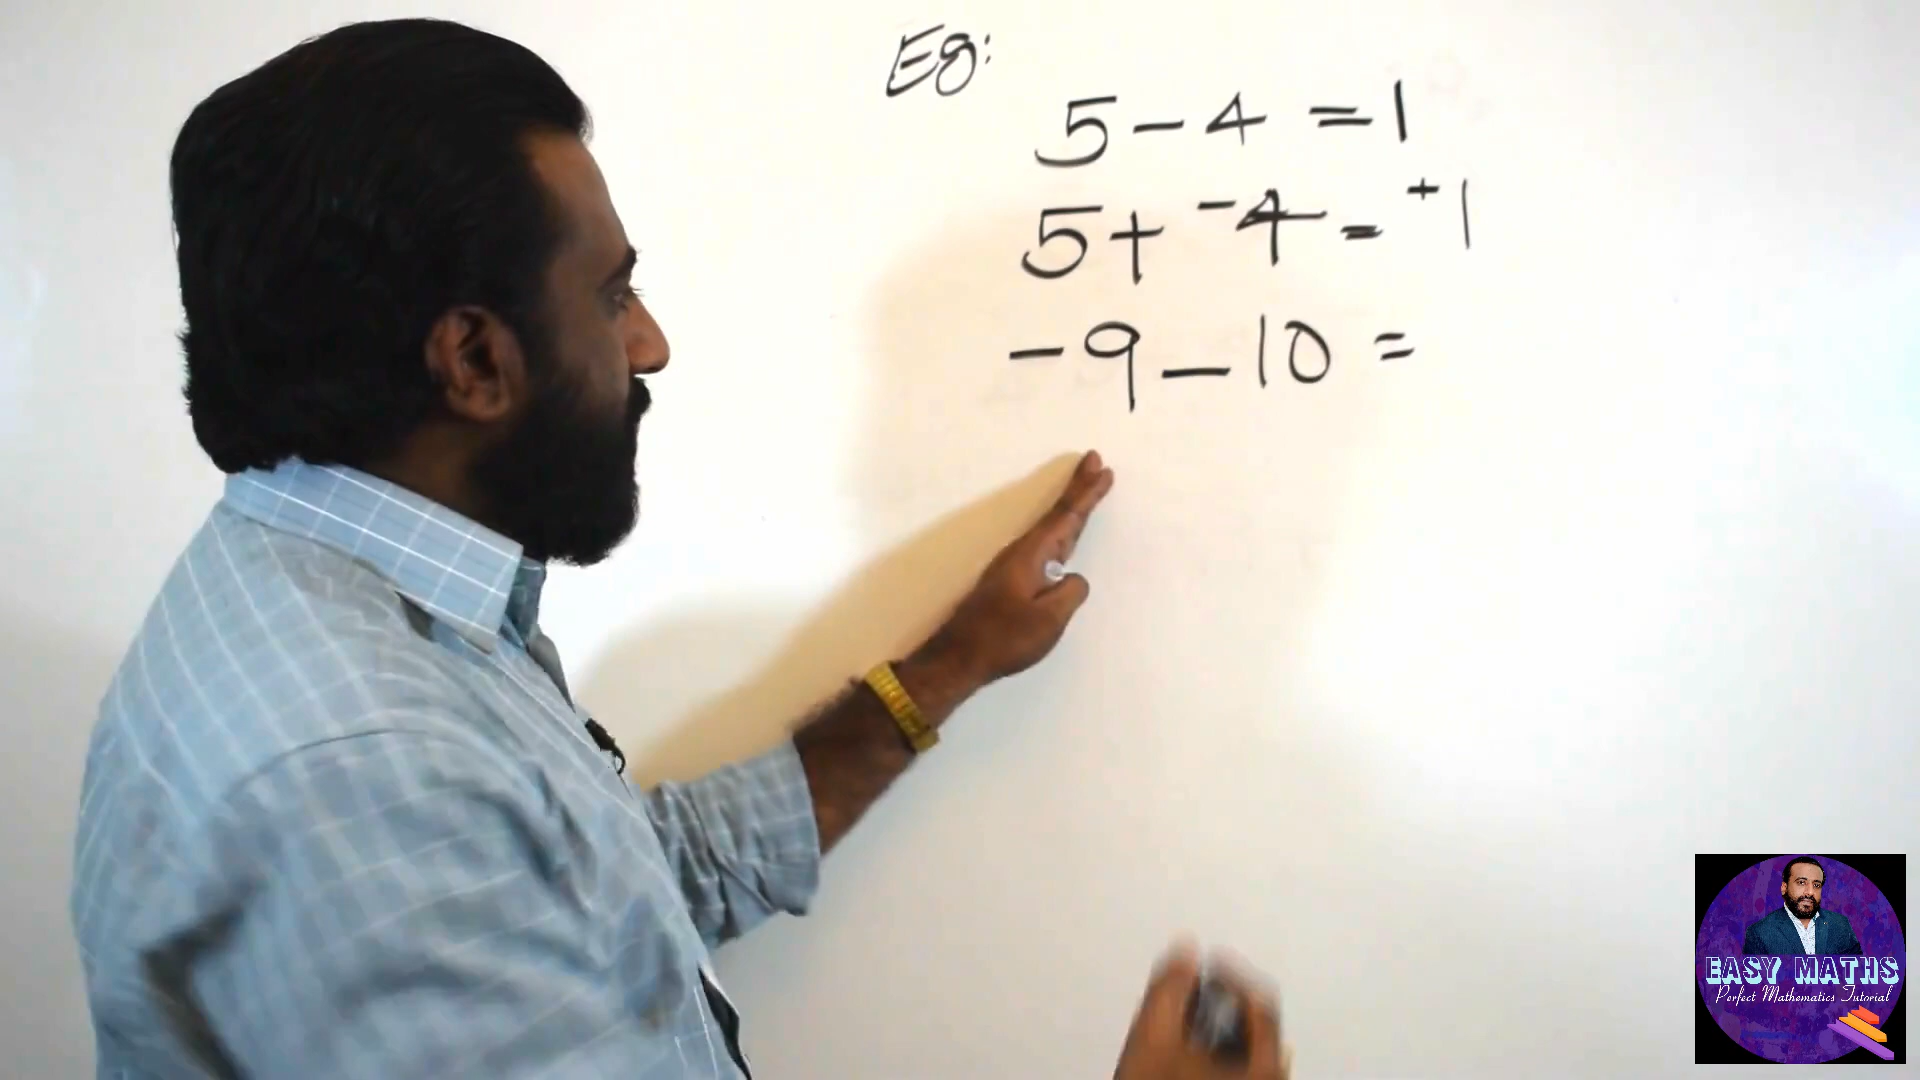 Eg:
5 - 4 = 1
5 + ⁻4 = ⁺1
- 9 - 10 =
EASY MATHS
Perfect Mathematics Tutorial